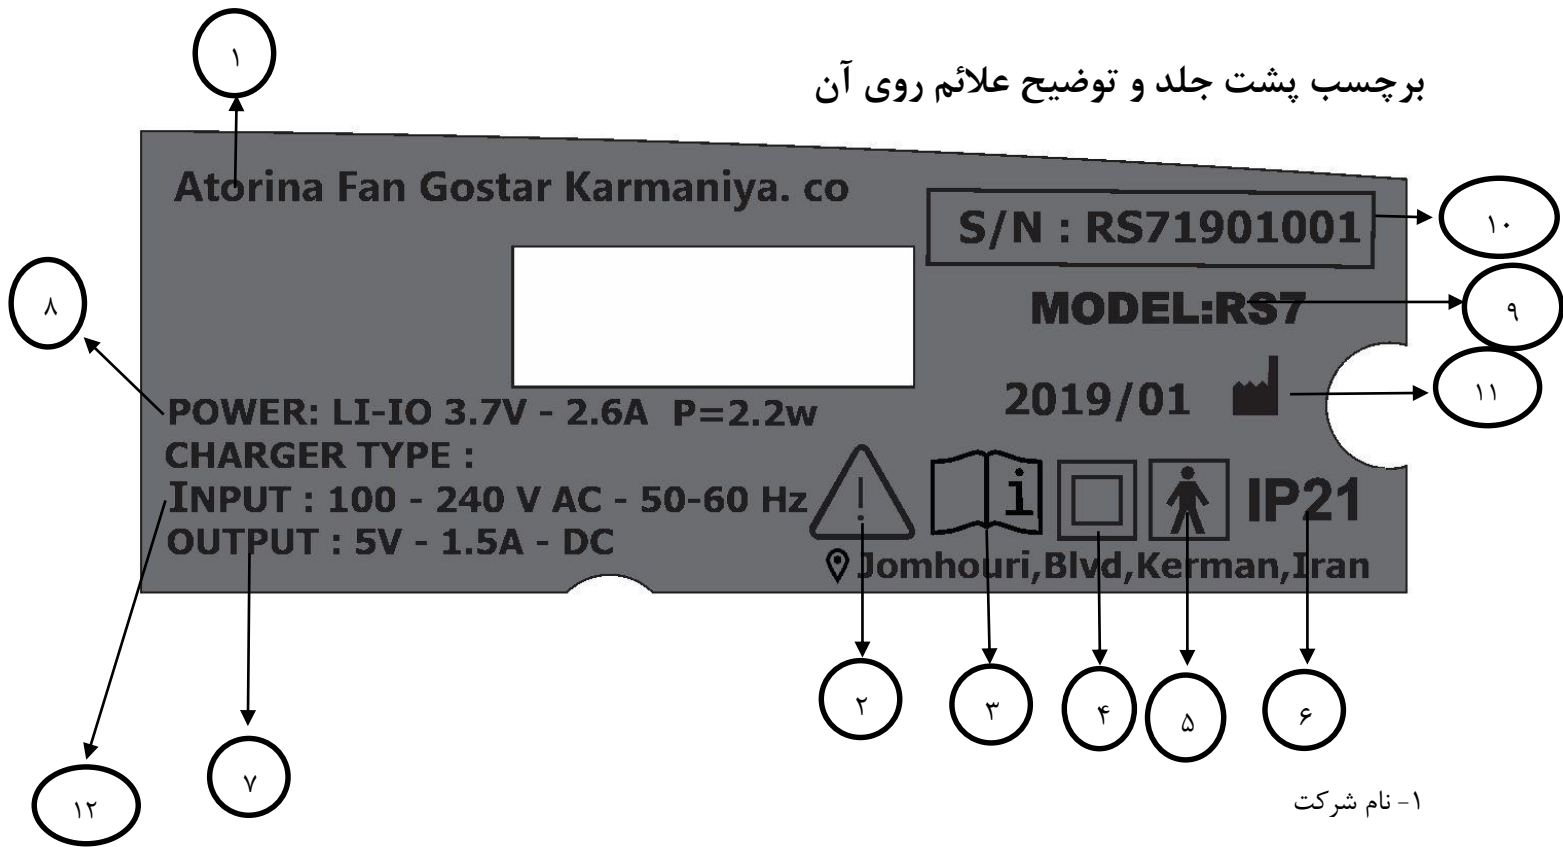 برچسب پشت جلد و توضیح علائم روی آن
۱
Atorina Fan Gostar Karmaniya. co
S/N : RS71901001
۱۰
MODEL:RS7
۹
۸
2019/01
۱۱
POWER: LI-IO 3.7V - 2.6A P=2.2w
CHARGER TYPE :
INPUT : 100 - 240 V AC - 50-60 Hz
OUTPUT : 5V - 1.5A - DC
i
IP21
Jomhouri,Blvd,Kerman,Iran
۲
۳
۴
۵
۶
۷
۱۲
۱- نام شرکت